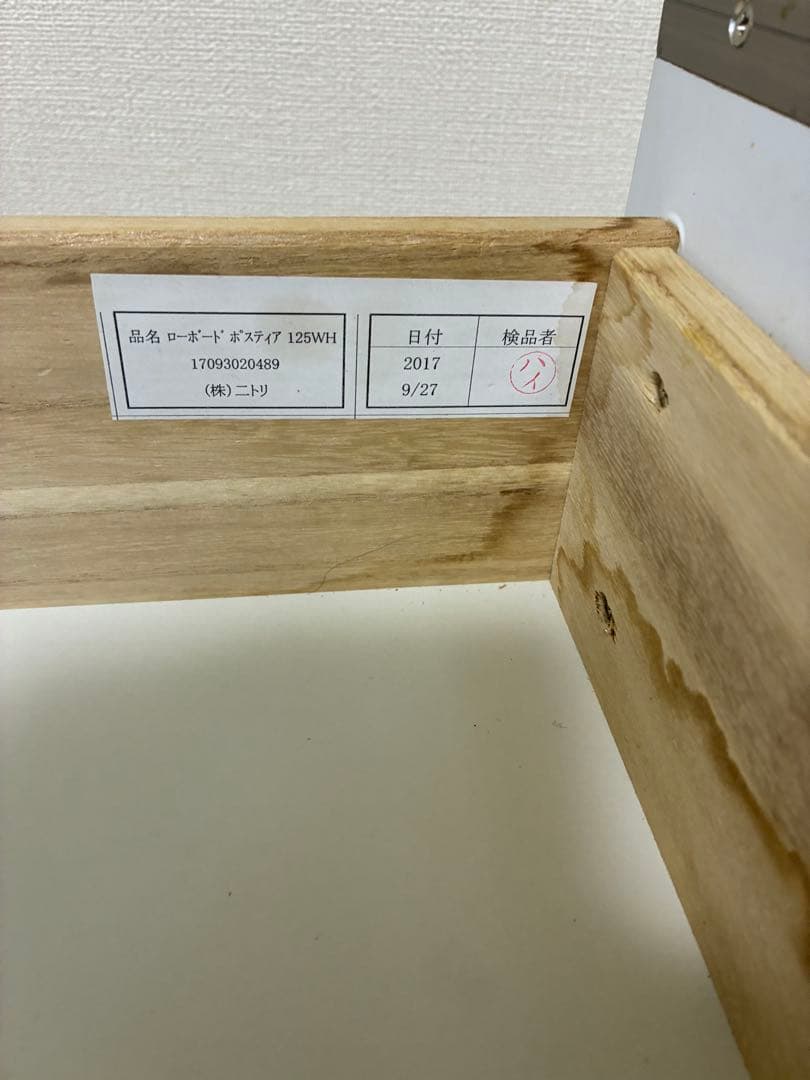 品名 ﾛｰﾎﾞｰﾄﾞ ﾎﾟｽﾃｨｱ 125WH
17093020489
(株)ニトリ
日付 検品者
2017
9/27
ハイ